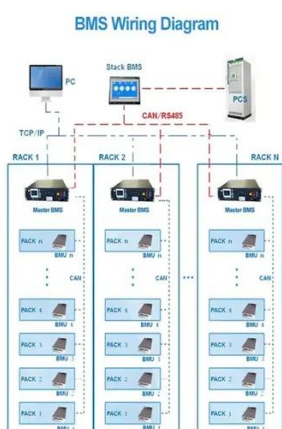 BMS Wiring Diagram
PC
Stack BMS
PCS
CAN/RS485
TCP/IP
RACK 1
RACK 2
RACK N
Master BMS
Master BMS
Master BMS
PACK n
PACK n
PACK n
BMU n
BMU n
BMU n
CAN
CAN
CAN
PACK 4
PACK 4
PACK 4
BMU 4
BMU 4
BMU 4
PACK 3
PACK 3
PACK 3
BMU 3
BMU 3
BMU 3
PACK 2
PACK 2
PACK 2
BMU
BMU
BMU
PACK 1
PACK 1
PACK 1